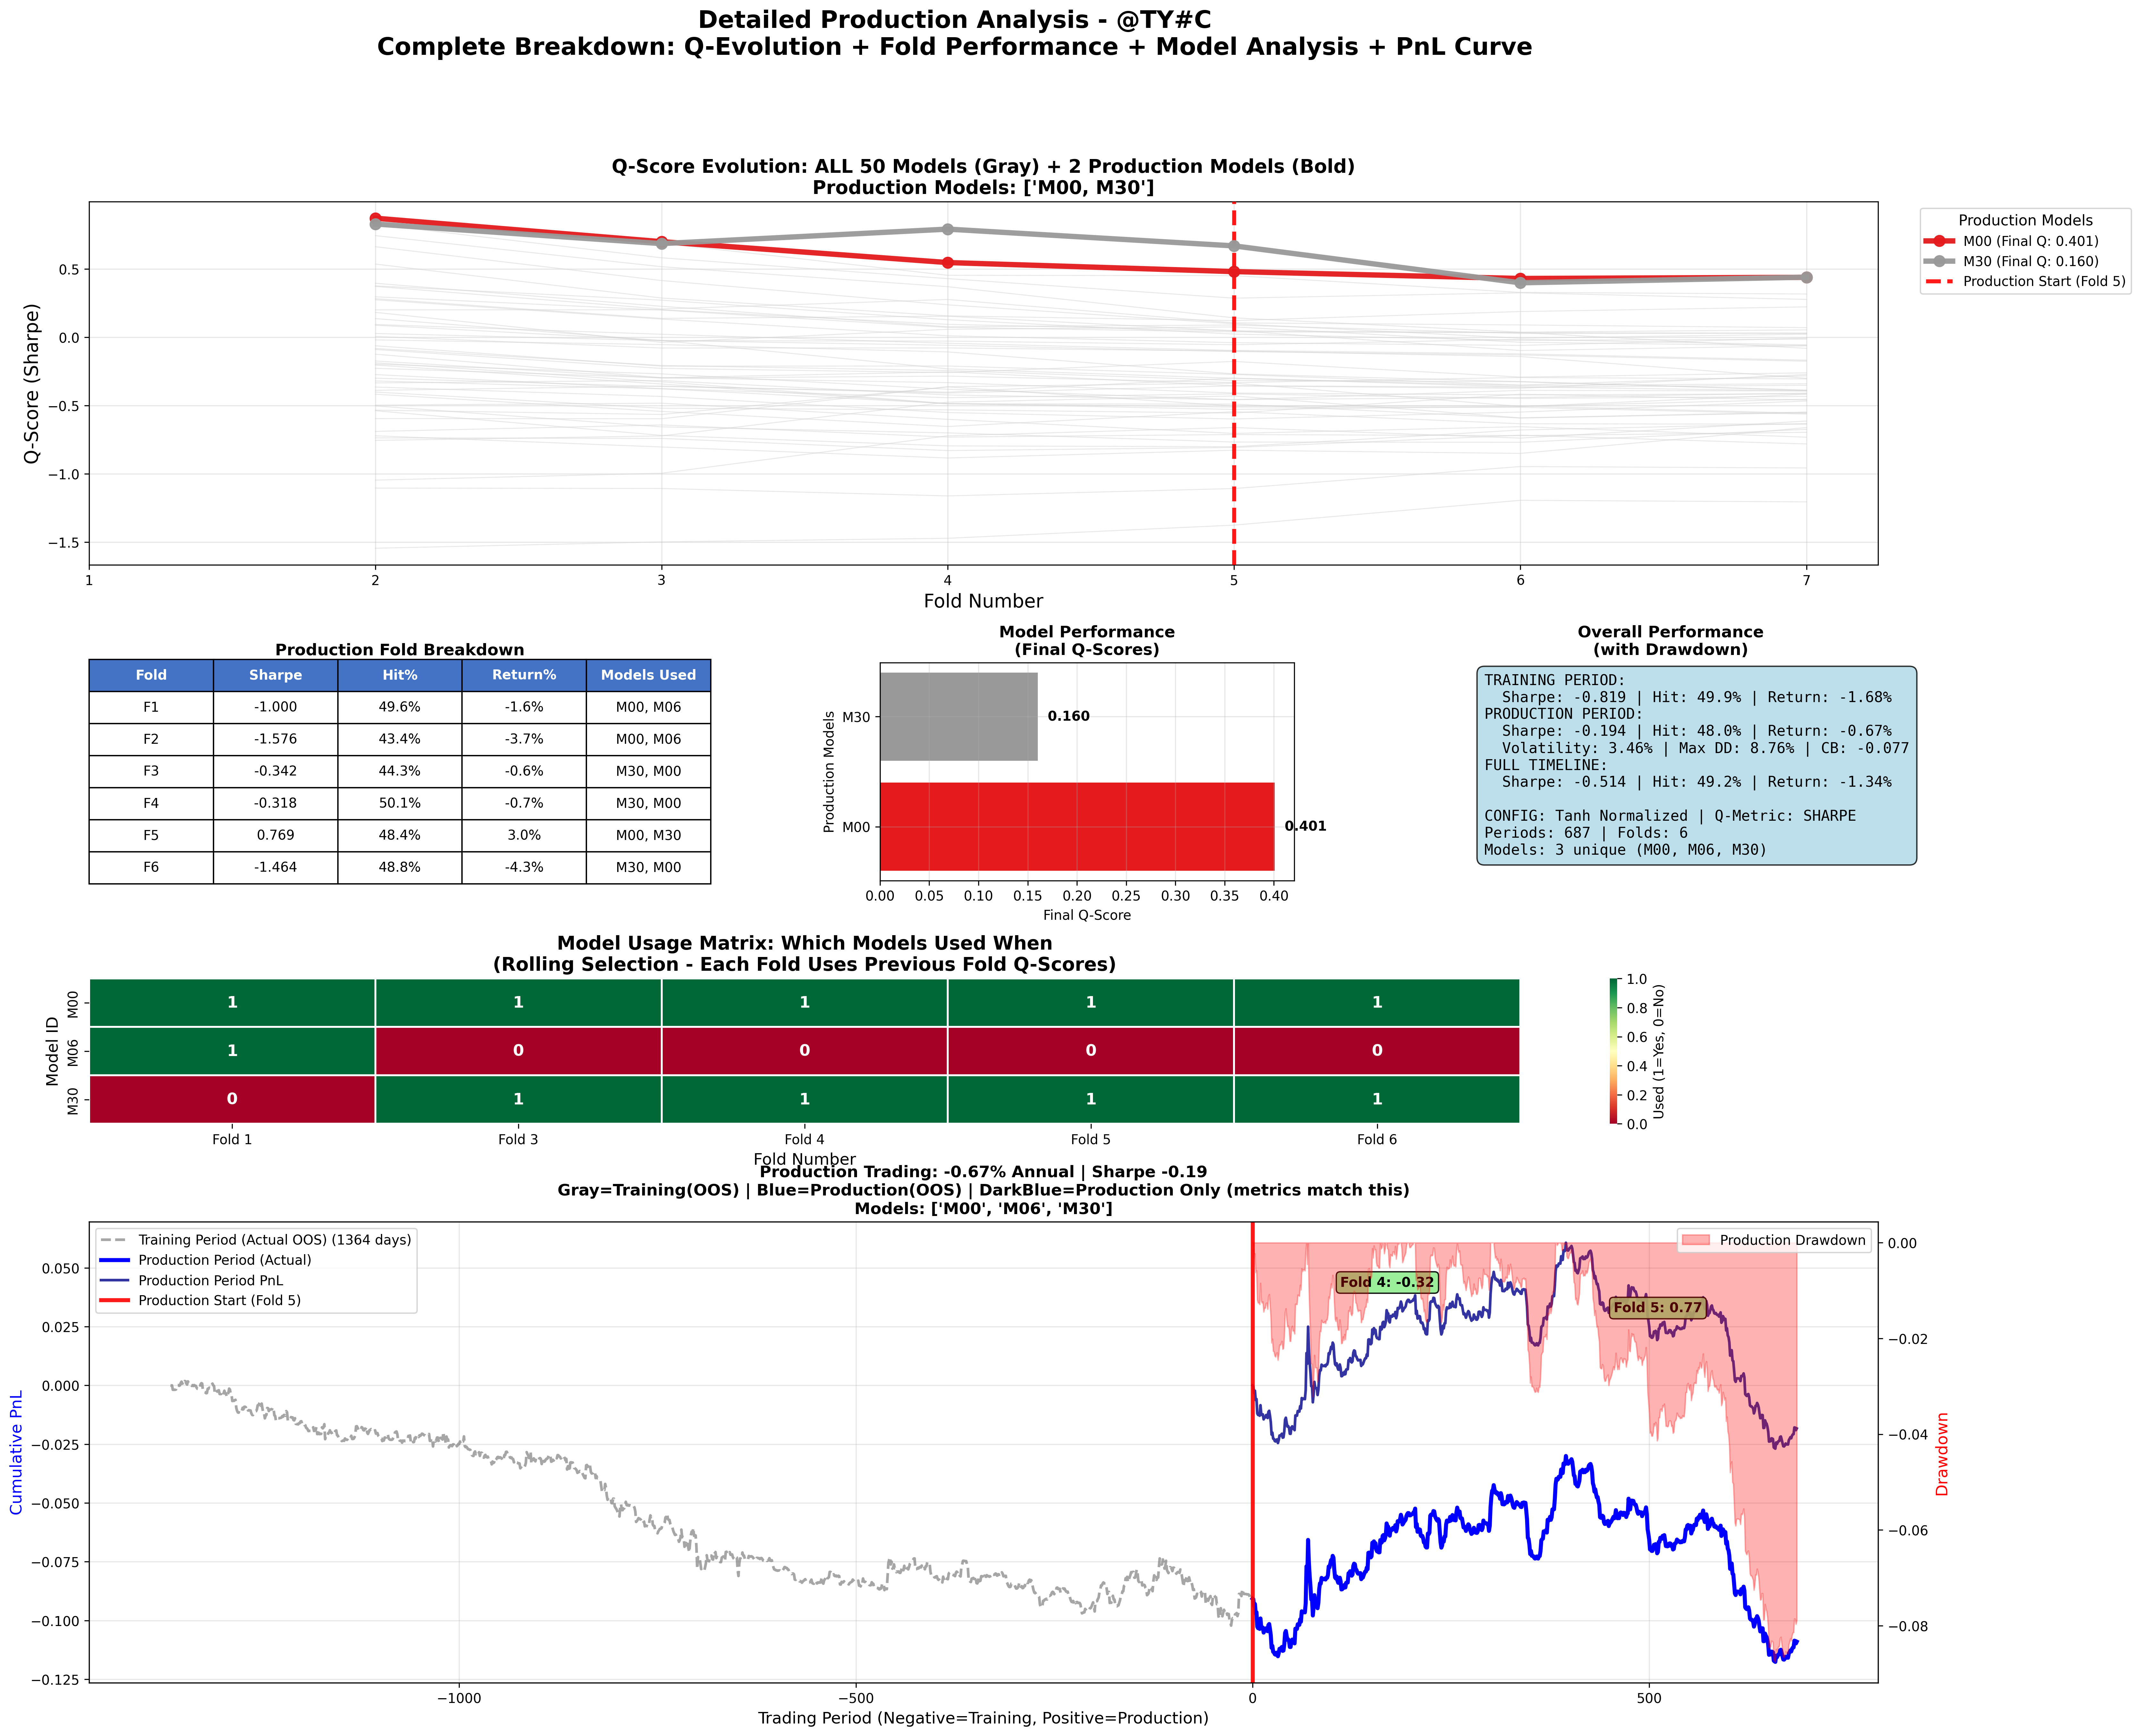 Detailed Production Analysis - @TY#C
Complete Breakdown: Q-Evolution + Fold Performance + Model Analysis + PnL Curve
Q-Score Evolution: ALL 50 Models (Gray) + 2 Production Models (Bold)
Production Models: ['M00, M30']
Q-Score (Sharpe)
0.5
0.0
−0.5
−1.0
−1.5
1 2 3 4 5 6 7
Fold Number
Production Models
M00 (Final Q: 0.401)
M30 (Final Q: 0.160)
Production Start (Fold 5)
Production Fold Breakdown
Fold Sharpe Hit% Return% Models Used
F1 -1.000 49.6% -1.6% M00, M06
F2 -1.576 43.4% -3.7% M00, M06
F3 -0.342 44.3% -0.6% M30, M00
F4 -0.318 50.1% -0.7% M30, M00
F5 0.769 48.4% 3.0% M00, M30
F6 -1.464 48.8% -4.3% M30, M00
Model Performance
(Final Q-Scores)
Production Models
M30
0.160
M00
0.401
0.00 0.05 0.10 0.15 0.20 0.25 0.30 0.35 0.40
Final Q-Score
Overall Performance
(with Drawdown)
TRAINING PERIOD:
Sharpe: -0.819 | Hit: 49.9% | Return: -1.68%
PRODUCTION PERIOD:
Sharpe: -0.194 | Hit: 48.0% | Return: -0.67%
Volatility: 3.46% | Max DD: 8.76% | CB: -0.077
FULL TIMELINE:
Sharpe: -0.514 | Hit: 49.2% | Return: -1.34%
CONFIG: Tanh Normalized | Q-Metric: SHARPE
Periods: 687 | Folds: 6
Models: 3 unique (M00, M06, M30)
Model Usage Matrix: Which Models Used When
(Rolling Selection - Each Fold Uses Previous Fold Q-Scores)
Model ID
M00 1 1 1 1 1
M06 1 0 0 0 0
M30 0 1 1 1 1
Fold 1 Fold 3 Fold 4 Fold 5 Fold 6
Fold Number
1.0
0.8
0.6
0.4
0.2
0.0
Used (1=Yes, 0=No)
Production Trading: -0.67% Annual | Sharpe -0.19
Gray=Training(OOS) | Blue=Production(OOS) | DarkBlue=Production Only (metrics match this)
Models: ['M00', 'M06', 'M30']
Training Period (Actual OOS) (1364 days)
Production Period (Actual)
Production Period PnL
Production Start (Fold 5)
Production Drawdown
Fold 4: -0.32
Fold 5: 0.77
Cumulative PnL
0.050
0.025
0.000
−0.025
−0.050
−0.075
−0.100
−0.125
0.00
−0.02
−0.04
−0.06
−0.08
Drawdown
−1000 −500 0 500
Trading Period (Negative=Training, Positive=Production)